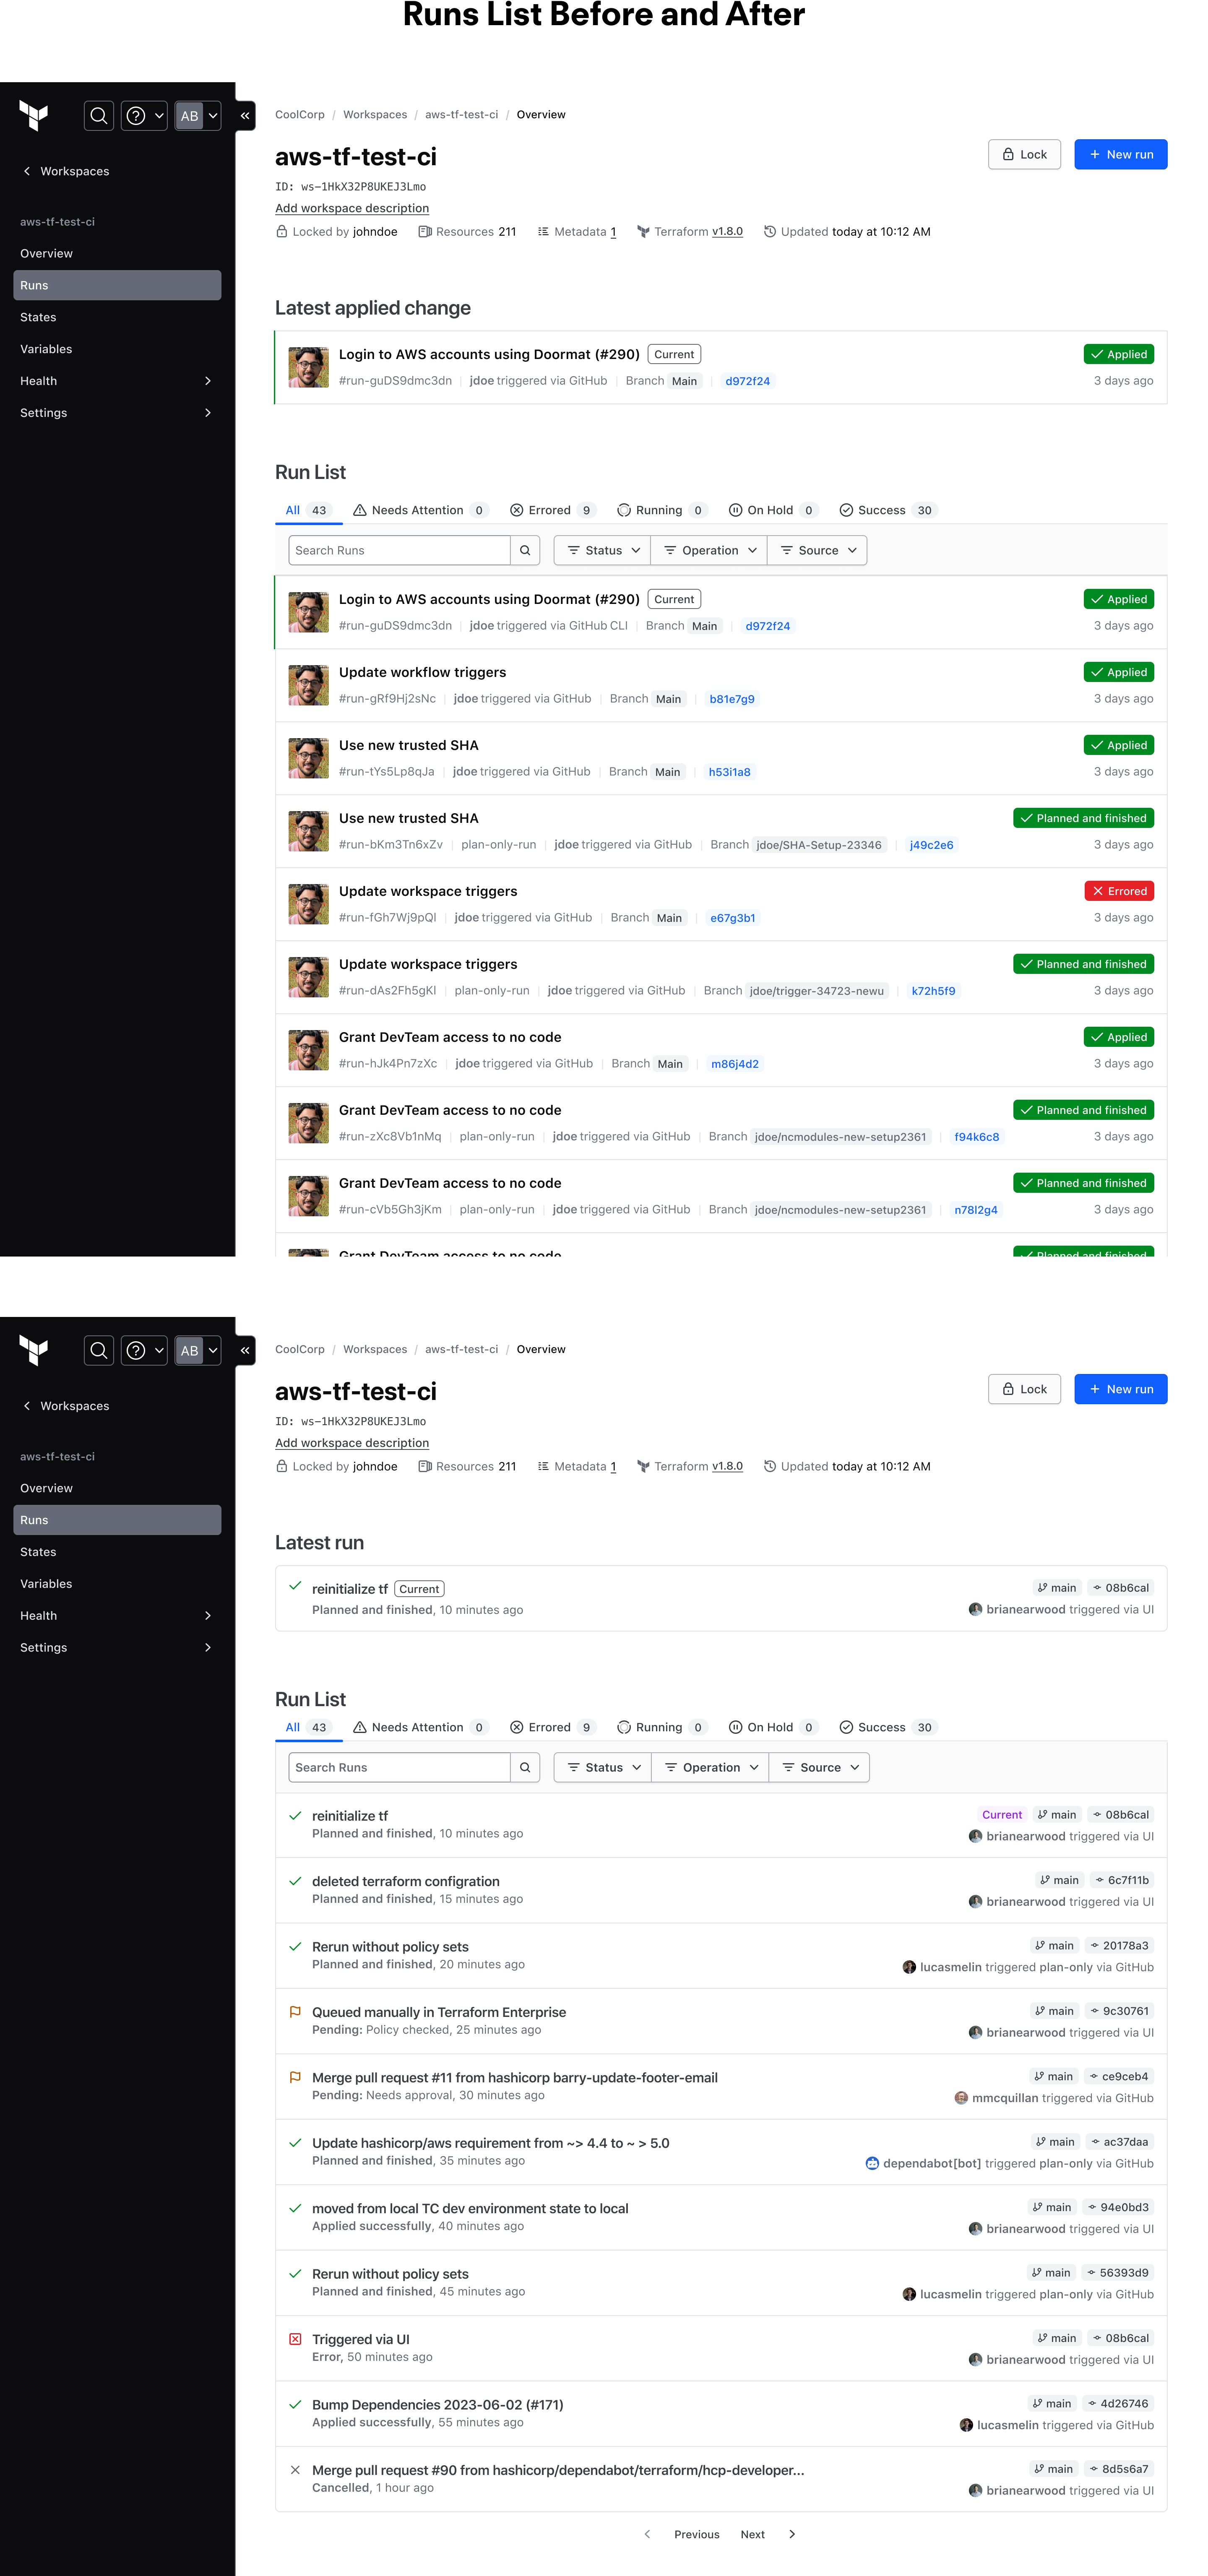 Runs List Before and After
AB
CoolCorp / Workspaces / aws-tf-test-ci / Overview
Workspaces
aws-tf-test-ci
Overview
Runs
States
Variables
Health
Settings
aws-tf-test-ci
Lock
+ New run
ID: ws-1HkX32P8UKEJ3Lmo
Add workspace description
Locked by johndoe Resources 211 Metadata 1 Terraform v1.8.0 Updated today at 10:12 AM
Latest applied change
Login to AWS accounts using Doormat (#290) Current Applied
#run-guDS9dmc3dn jdoe triggered via GitHub Branch Main d972f24 3 days ago
Run List
All 43 Needs Attention 0 Errored 9 Running 0 On Hold 0 Success 30
Search Runs Status Operation Source
Login to AWS accounts using Doormat (#290) Current Applied
#run-guDS9dmc3dn jdoe triggered via GitHub CLI Branch Main d972f24 3 days ago
Update workflow triggers Applied
#run-gRf9Hj2sNc jdoe triggered via GitHub Branch Main b81e7g9 3 days ago
Use new trusted SHA Applied
#run-tYs5Lp8qJa jdoe triggered via GitHub Branch Main h53i1a8 3 days ago
Use new trusted SHA Planned and finished
#run-bKm3Tn6xZv plan-only-run jdoe triggered via GitHub Branch jdoe/SHA-Setup-23346 j49c2e6 3 days ago
Update workspace triggers Errored
#run-fGh7Wj9pQl jdoe triggered via GitHub Branch Main e67g3b1 3 days ago
Update workspace triggers Planned and finished
#run-dAs2Fh5gKl plan-only-run jdoe triggered via GitHub Branch jdoe/trigger-34723-newu k72h5f9 3 days ago
Grant DevTeam access to no code Applied
#run-hJk4Pn7zXc jdoe triggered via GitHub Branch Main m86j4d2 3 days ago
Grant DevTeam access to no code Planned and finished
#run-zXc8Vb1nMq plan-only-run jdoe triggered via GitHub Branch jdoe/ncmodules-new-setup2361 f94k6c8 3 days ago
Grant DevTeam access to no code Planned and finished
#run-cVb5Gh3jKm plan-only-run jdoe triggered via GitHub Branch jdoe/ncmodules-new-setup2361 n78l2g4 3 days ago
Grant DevTeam access to no code Planned and finished
AB
CoolCorp / Workspaces / aws-tf-test-ci / Overview
Workspaces
aws-tf-test-ci
Overview
Runs
States
Variables
Health
Settings
aws-tf-test-ci
Lock
+ New run
ID: ws-1HkX32P8UKEJ3Lmo
Add workspace description
Locked by johndoe Resources 211 Metadata 1 Terraform v1.8.0 Updated today at 10:12 AM
Latest run
reinitialize tf Current main 08b6cal
Planned and finished, 10 minutes ago brianearwood triggered via UI
Run List
All 43 Needs Attention 0 Errored 9 Running 0 On Hold 0 Success 30
Search Runs Status Operation Source
reinitialize tf Current main 08b6cal
Planned and finished, 10 minutes ago brianearwood triggered via UI
deleted terraform configration main 6c7f11b
Planned and finished, 15 minutes ago brianearwood triggered via UI
Rerun without policy sets main 20178a3
Planned and finished, 20 minutes ago lucasmelin triggered plan-only via GitHub
Queued manually in Terraform Enterprise main 9c30761
Pending: Policy checked, 25 minutes ago brianearwood triggered via UI
Merge pull request #11 from hashicorp barry-update-footer-email main ce9ceb4
Pending: Needs approval, 30 minutes ago mmcquillan triggered via GitHub
Update hashicorp/aws requirement from ~> 4.4 to ~ > 5.0 main ac37daa
Planned and finished, 35 minutes ago dependabot[bot] triggered plan-only via GitHub
moved from local TC dev environment state to local main 94e0bd3
Applied successfully, 40 minutes ago brianearwood triggered via UI
Rerun without policy sets main 56393d9
Planned and finished, 45 minutes ago lucasmelin triggered plan-only via GitHub
Triggered via UI main 08b6cal
Error, 50 minutes ago brianearwood triggered via UI
Bump Dependencies 2023-06-02 (#171) main 4d26746
Applied successfully, 55 minutes ago lucasmelin triggered via GitHub
Merge pull request #90 from hashicorp/dependabot/terraform/hcp-developer... main 8d5s6a7
Cancelled, 1 hour ago brianearwood triggered via UI
Previous Next